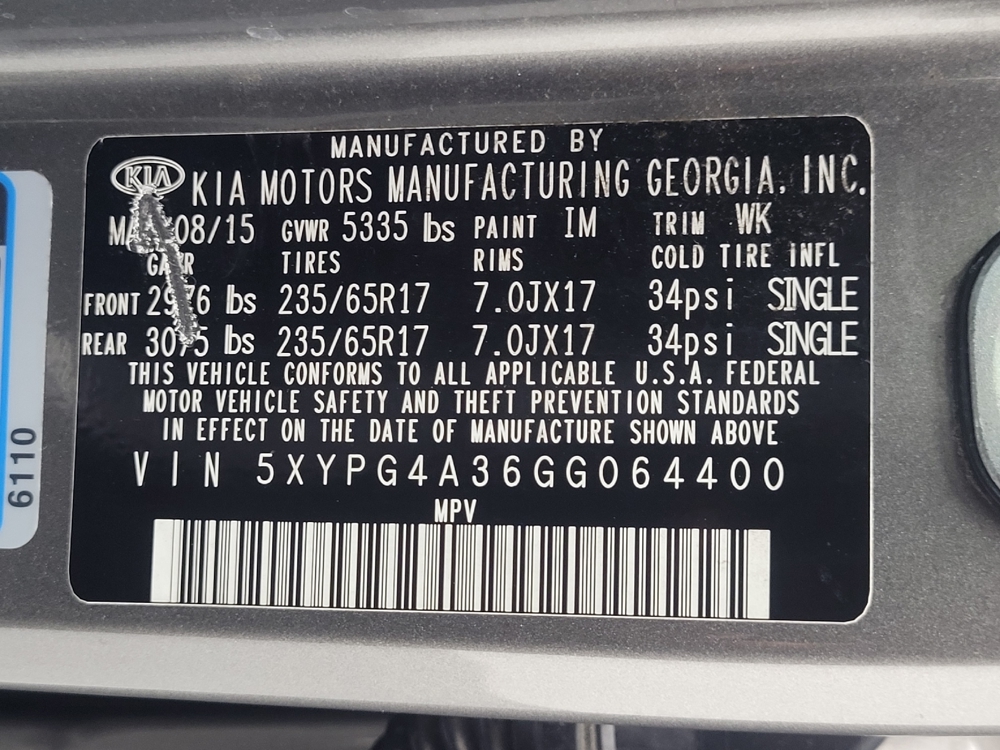 MANUFACTURED BY
KIA KIA MOTORS MANUFACTURING GEORGIA, INC.
08/15 GVWR 5335 lbs PAINT IM TRIM WK
TIRES RIMS COLD TIRE INFL
FRONT lbs 235/65R17 7.0JX17 34psi SINGLE
REAR lbs 235/65R17 7.0JX17 34psi SINGLE
THIS VEHICLE CONFORMS TO ALL APPLICABLE U.S.A. FEDERAL
MOTOR VEHICLE SAFETY AND THEFT PREVENTION STANDARDS
IN EFFECT ON THE DATE OF MANUFACTURE SHOWN ABOVE
VIN 5XYPG4A36GG064400
MPV
6110